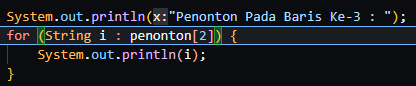 System.out.println(x:"Penonton Pada Baris Ke-3 : ");
for (String i : penonton[2]) {
    System.out.println(i);
}